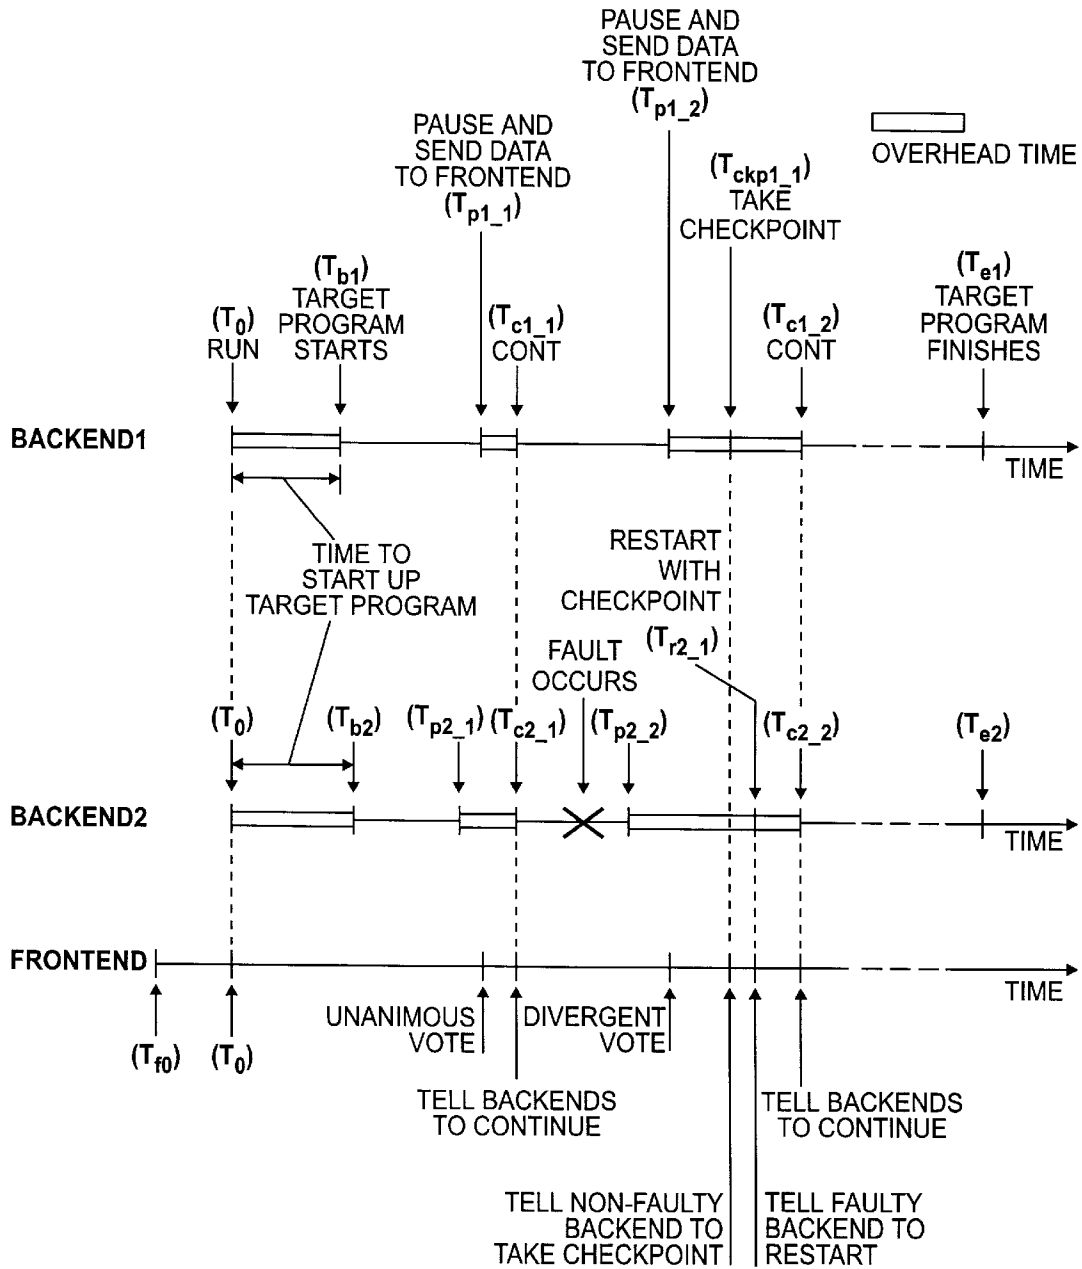 PAUSE AND
SEND DATA
TO FRONTEND
(Tp1_2)
PAUSE AND
SEND DATA
TO FRONTEND
(Tp1_1)
OVERHEAD TIME
(Tckp1_1)
TAKE
CHECKPOINT
(Tb1)
TARGET
PROGRAM
STARTS
(T0)
RUN
(Tc1_1)
CONT
(Tc1_2)
CONT
(Te1)
TARGET
PROGRAM
FINISHES
BACKEND1
TIME
TIME TO
START UP
TARGET PROGRAM
RESTART
WITH
CHECKPOINT
(Tr2_1)
FAULT
OCCURS
(T0)
(Tb2)
(Tp2_1)
(Tc2_1)
(Tp2_2)
(Tc2_2)
(Te2)
BACKEND2
TIME
FRONTEND
TIME
(Tf0)
(T0)
UNANIMOUS
VOTE
DIVERGENT
VOTE
TELL BACKENDS
TO CONTINUE
TELL BACKENDS
TO CONTINUE
TELL NON-FAULTY
BACKEND TO
TAKE CHECKPOINT
TELL FAULTY
BACKEND TO
RESTART